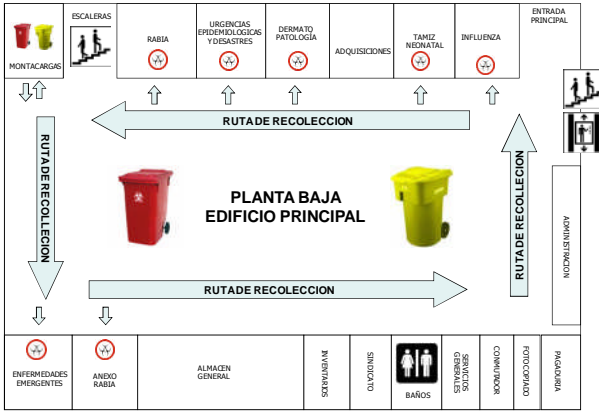 ESCALERAS
MONTACARGAS
RABIA
URGENCIAS
EPIDEMIOLOGICAS
Y DESASTRES
DERMATO
PATOLOGÍA
ADQUISICIONES
TAMIZ
NEONATAL
INFLUENZA
ENTRADA
PRINCIPAL
RUTA DE RECOLECCION
RUTA DE RECOLLECCION
PLANTA BAJA
EDIFICIO PRINCIPAL
RUTA DE RECOLLECCION
ADMINISTRACION
RUTA DE RECOLECCION
ENFERMEDADES
EMERGENTES
ANEXO
RABIA
ALMACEN
GENERAL
INVENTARIOS
SINDICATO
BAÑOS
SERVICIOS
GENERALES
CONMUTADOR
FOTOCOPIADO
PAGADURIA